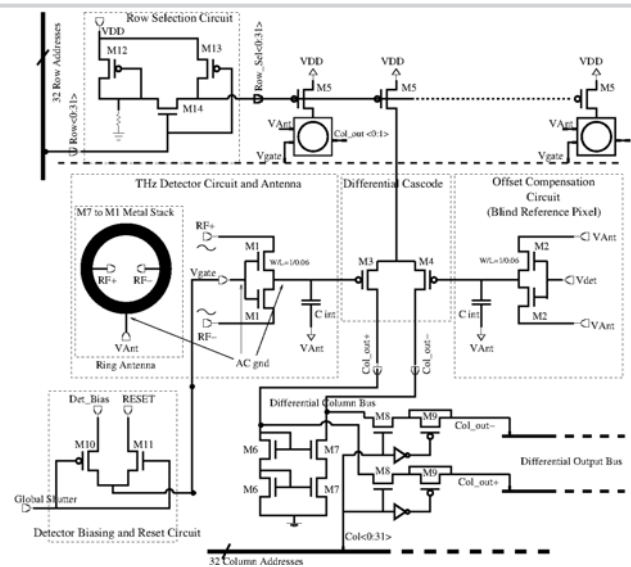 Row Selection Circuit
VDD
M12
M13
M14
32 Row Addresses
Row<0:31>
Row_Sel<0:31>
VDD
M5
VAnt
Vgate
Col_out <0:1>
VDD
M5
VDD
M5
VAnt
Vgate
THz Detector Circuit and Antenna
M7 to M1 Metal Stack
RF+
RF−
VAnt
Ring Antenna
RF+
M1
W/L=1/0.06
Vgate
M1
RF−
AC gnd
C int
VAnt
Differential Cascode
M3
M4
Col_out+
Col_out−
Offset Compensation
Circuit
(Blind Reference Pixel)
VAnt
M2
W/L=1/0.06
Vdet
M2
VAnt
C int
VAnt
Det_Bias
RESET
M10
M11
Global Shutter
Detector Biasing and Reset Circuit
Differential Column Bus
M6
M7
M6
M7
M8
M9
Col_out−
M8
M9
Col_out+
Differential Output Bus
Col<0:31>
32 Column Addresses